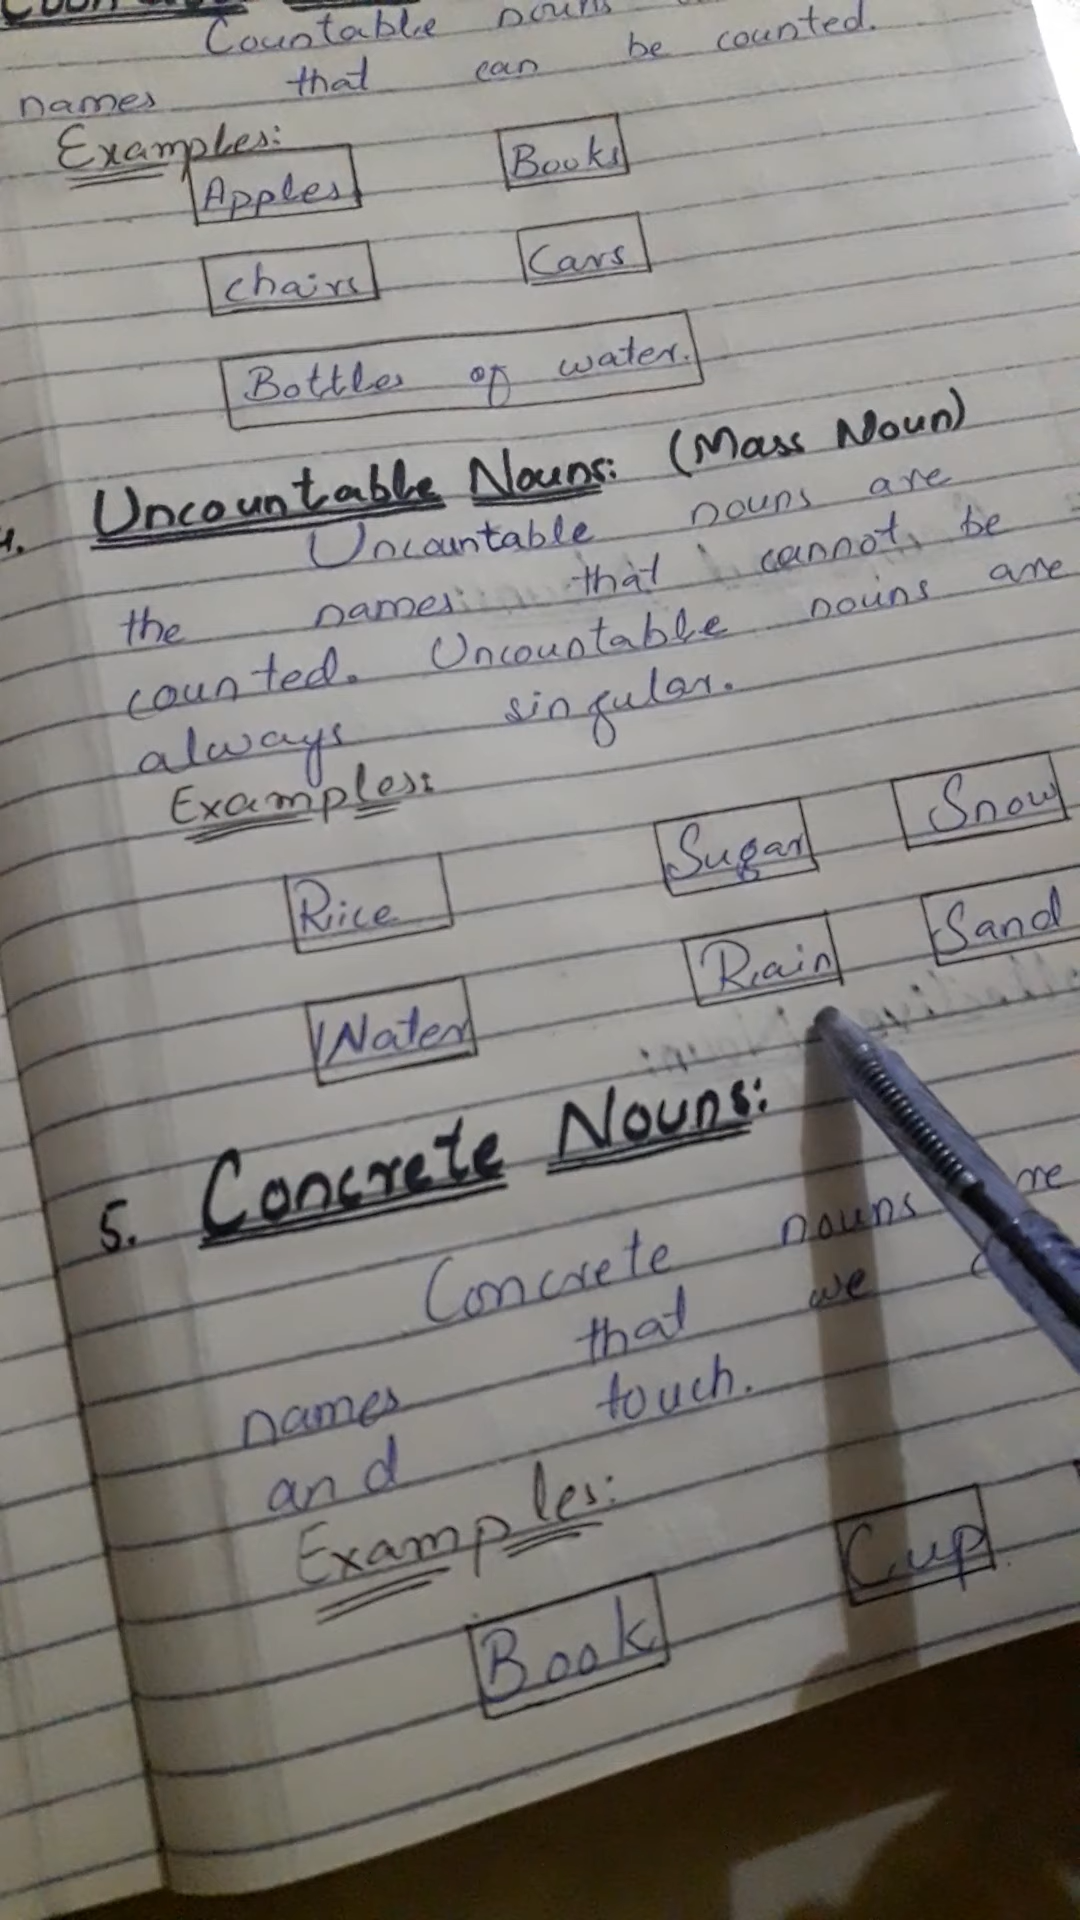 Countable nouns
names that can be counted.
Examples:
Apples Books
chairs Cars
Bottles of water.
4. Uncountable Nouns: (Mass Noun)
Uncountable nouns are
the names that cannot be
counted. Uncountable nouns are
always singular.
Examples:
Rice Sugar Snow
Water Rain Sand
5. Concrete Nouns:
Concrete nouns
names that we
and touch.
Examples:
Book Cup